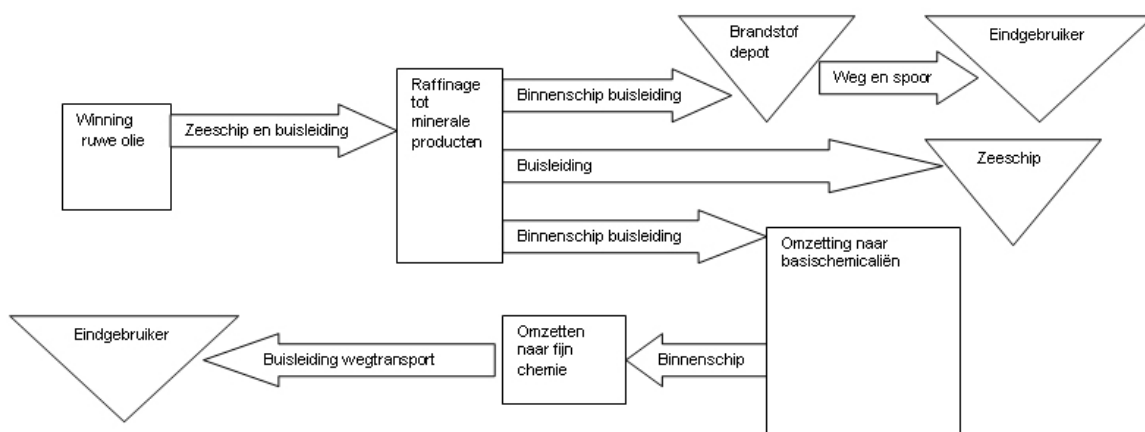 Winning
ruwe olie
Zeeschip en buisleiding
Raffinage
tot
minerale
producten
Binnenschip buisleiding
Brandstof
depot
Weg en spoor
Eindgebruiker
Buisleiding
Zeeschip
Binnenschip buisleiding
Omzetting naar
basischemicaliën
Binnenschip
Omzetten
naar fijn
chemie
Buisleiding wegtransport
Eindgebruiker